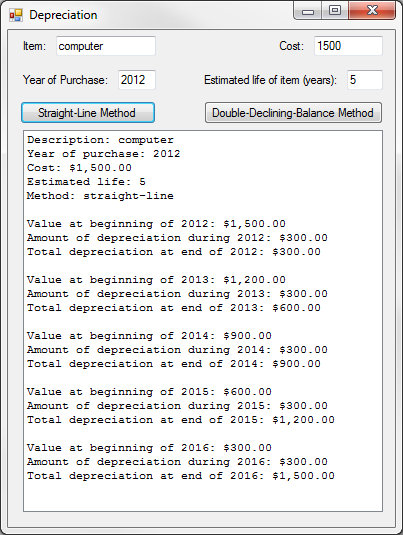 Depreciation
Item: computer Cost: 1500
Year of Purchase: 2012 Estimated life of item (years): 5
Straight-Line Method Double-Declining-Balance Method
Description: computer
Year of purchase: 2012
Cost: $1,500.00
Estimated life: 5
Method: straight-line
Value at beginning of 2012: $1,500.00
Amount of depreciation during 2012: $300.00
Total depreciation at end of 2012: $300.00
Value at beginning of 2013: $1,200.00
Amount of depreciation during 2013: $300.00
Total depreciation at end of 2013: $600.00
Value at beginning of 2014: $900.00
Amount of depreciation during 2014: $300.00
Total depreciation at end of 2014: $900.00
Value at beginning of 2015: $600.00
Amount of depreciation during 2015: $300.00
Total depreciation at end of 2015: $1,200.00
Value at beginning of 2016: $300.00
Amount of depreciation during 2016: $300.00
Total depreciation at end of 2016: $1,500.00